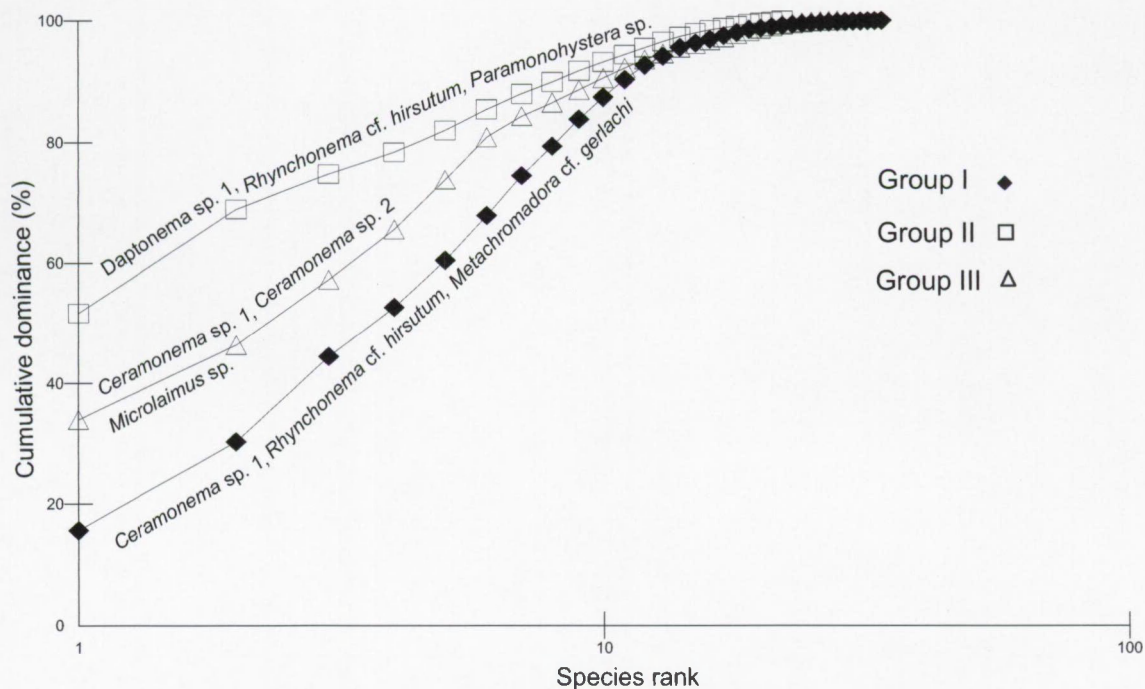 100
80
60
40
20
0
Cumulative dominance (%)
Daptonema sp. 1, Rhynchonema cf. hirsutum, Paramonohystera sp.
Ceramonema sp. 1, Ceramonema sp. 2
Microlaimus sp.
Ceramonema sp. 1, Rhynchonema cf. hirsutum, Metachromadora cf. gerlachi
Group I
Group II
Group III
1
10
100
Species rank